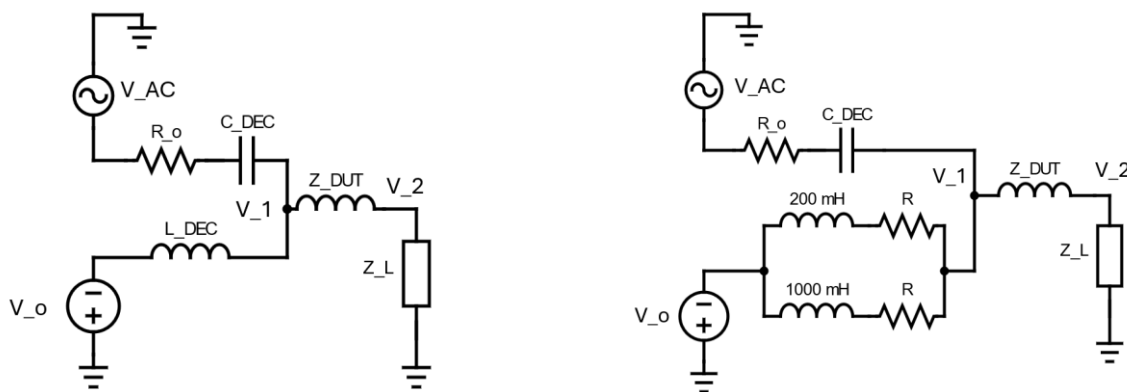 V_AC
R_o
C_DEC
V_1
Z_DUT
V_2
L_DEC
Z_L
V_o
V_AC
R_o
C_DEC
V_1
Z_DUT
V_2
200 mH
R
Z_L
1000 mH
R
V_o